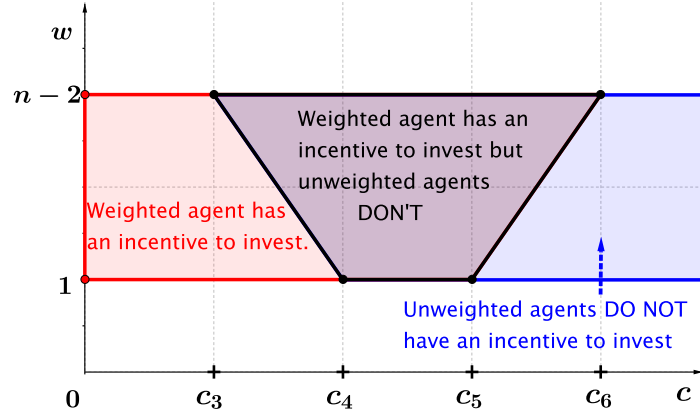 w
n − 2
Weighted agent has an
incentive to invest but
unweighted agents
DON'T
Weighted agent has
an incentive to invest.
1
Unweighted agents DO NOT
have an incentive to invest
0
c₃
c₄
c₅
c₆
c